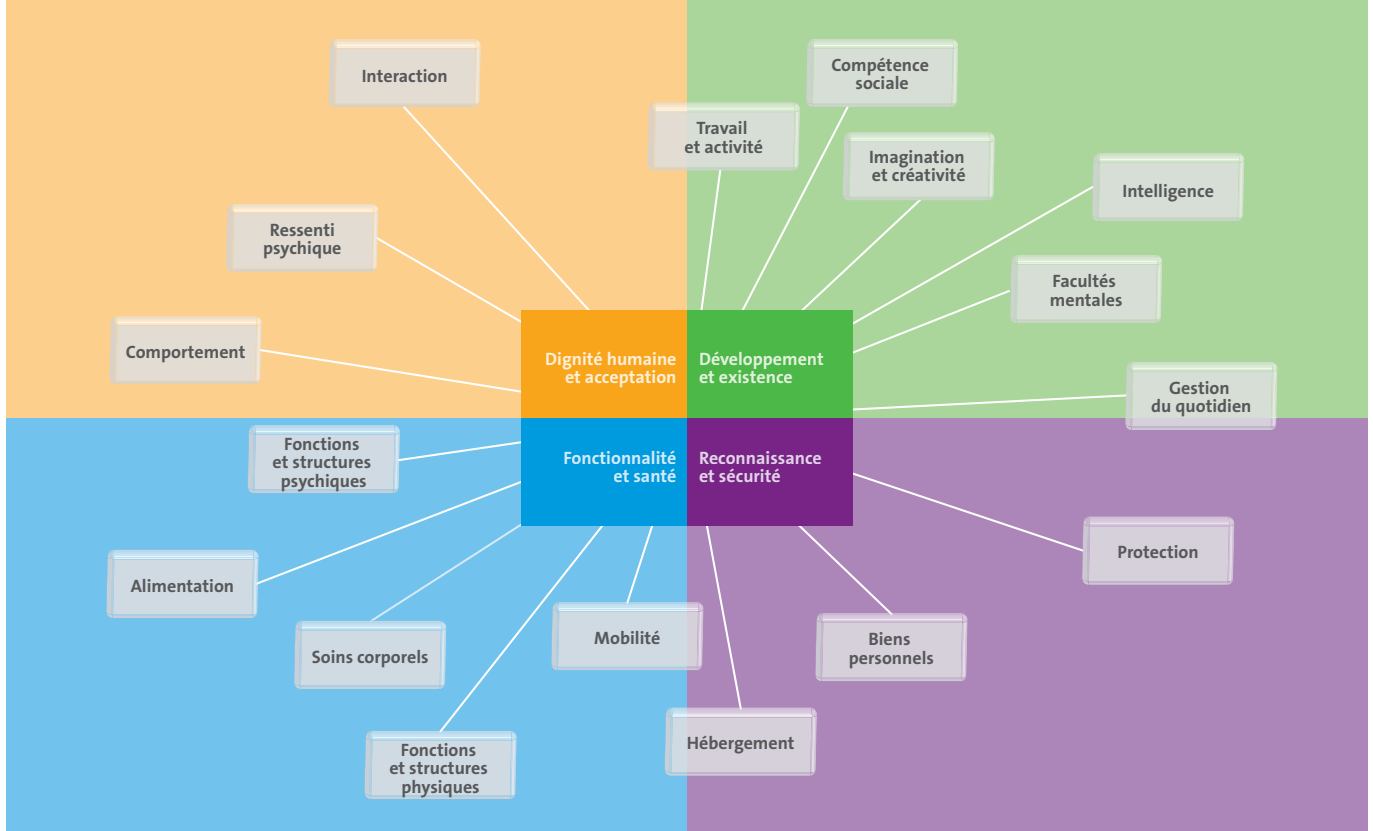 Interaction
Compétence
sociale
Travail
et activité
Imagination
et créativité
Intelligence
Ressenti
psychique
Facultés
mentales
Comportement
Dignité humaine
et acceptation
Développement
et existence
Gestion
du quotidien
Fonctions
et structures
psychiques
Fonctionnalité
et santé
Reconnaissance
et sécurité
Protection
Alimentation
Soins corporels
Mobilité
Biens
personnels
Hébergement
Fonctions
et structures
physiques